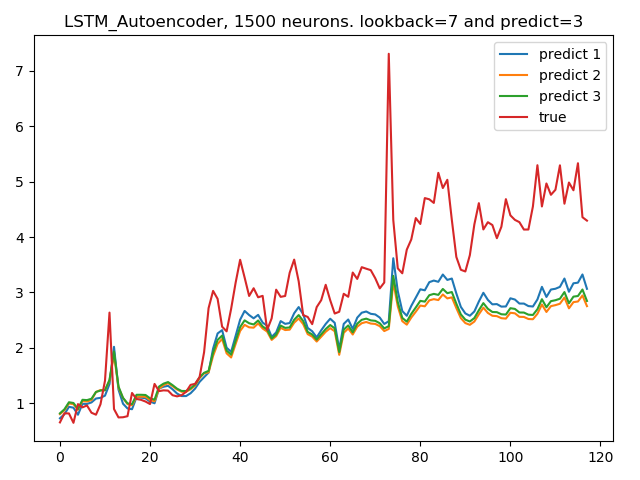 LSTM_Autoencoder, 1500 neurons. lookback=7 and predict=3
predict 1
predict 2
predict 3
true
7
6
5
4
3
2
1
0 20 40 60 80 100 120